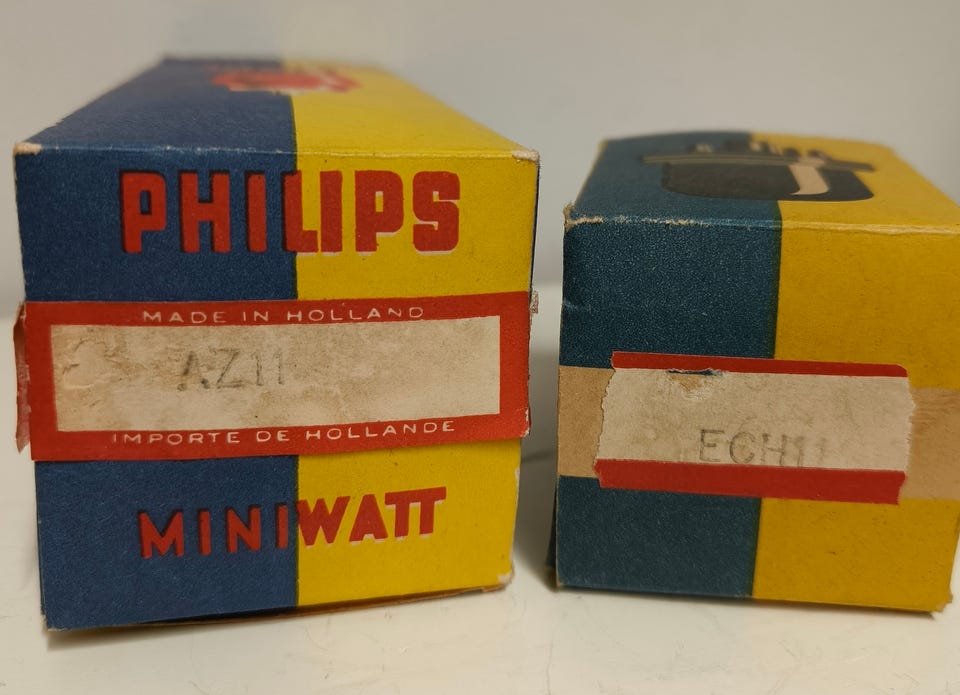 PHILIPS
MADE IN HOLLAND
AZ11
IMPORTE DE HOLLANDE
MINIWATT
ECH11